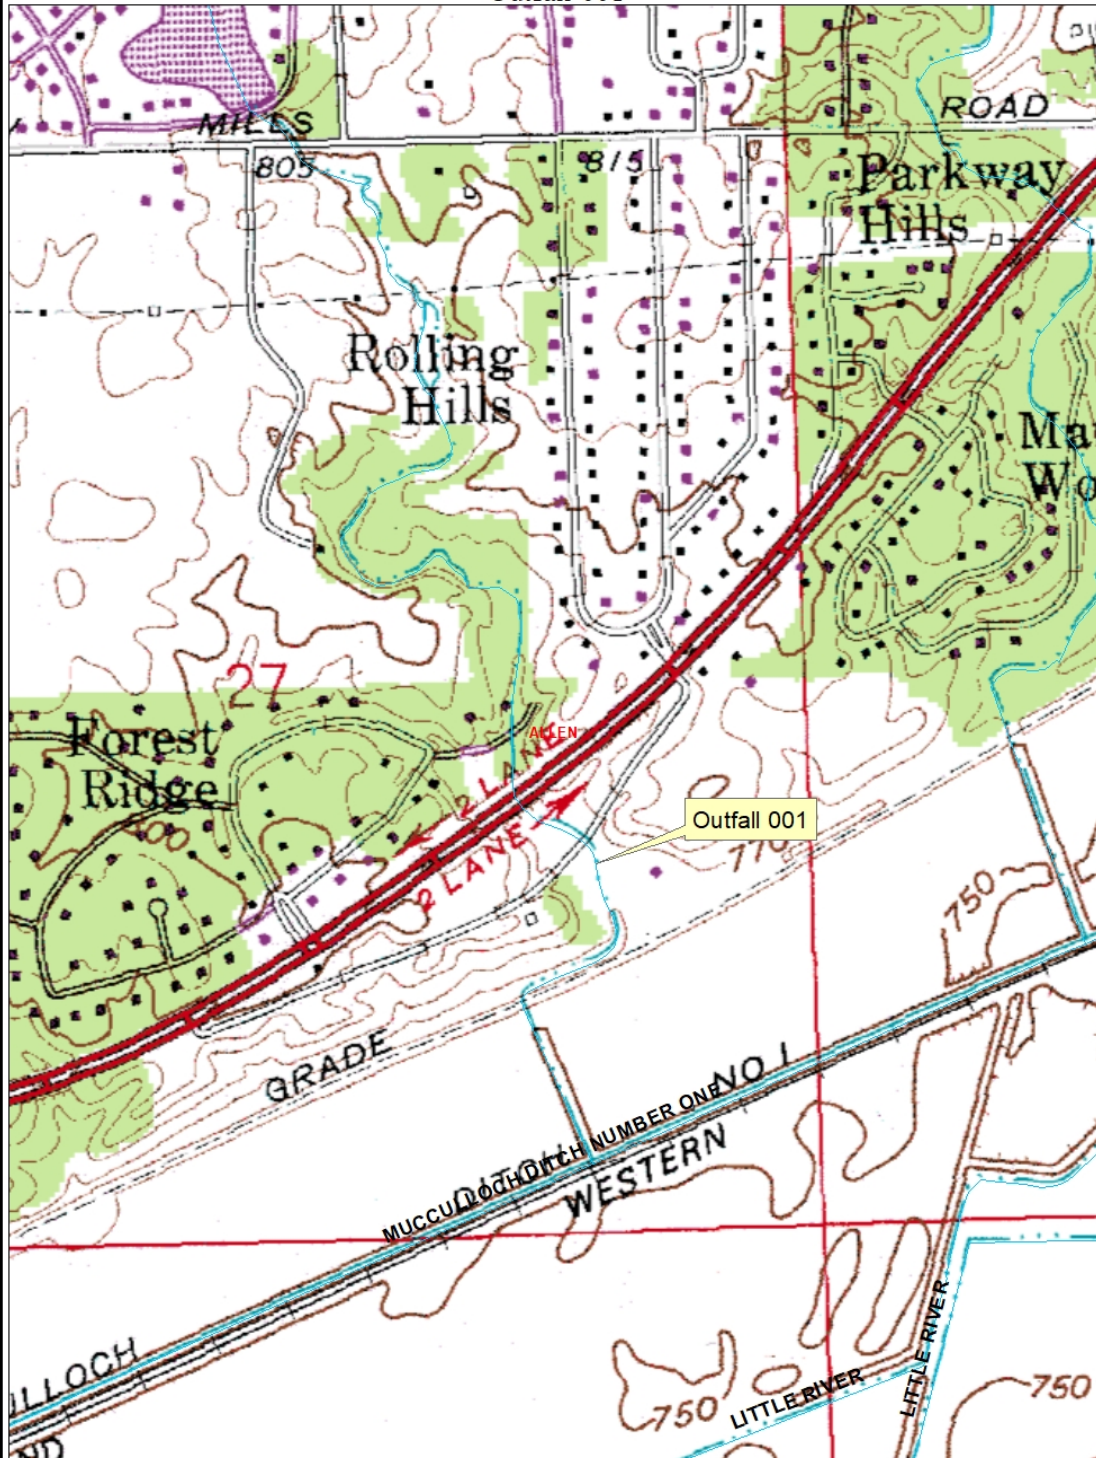 ROAD
MILLS
805
815
Parkway
Hills
Rolling
Hills
27
Forest
Ridge
ALLEN
2 LANE
2 LANE
Outfall 001
770
750
GRADE
NO 1
DITCH
MUCCULLOCH DITCH NUMBER ONE
WESTERN
LITTLE RIVER
LITTLE RIVER
750
750